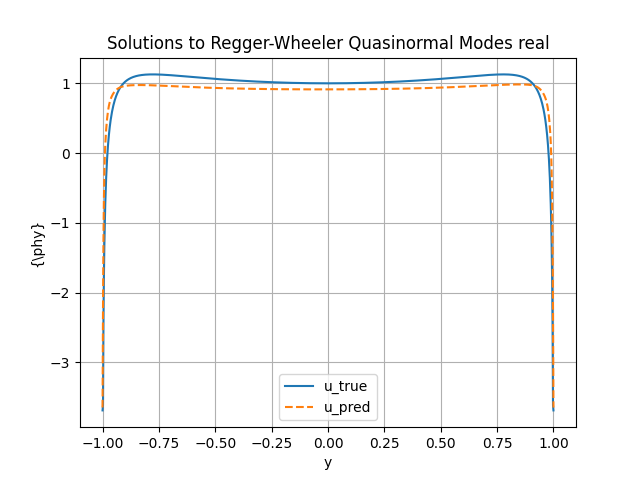 Solutions to Regger-Wheeler Quasinormal Modes real
1
0
−1
−2
−3
{\phy}
u_true
u_pred
−1.00 −0.75 −0.50 −0.25 0.00 0.25 0.50 0.75 1.00
y